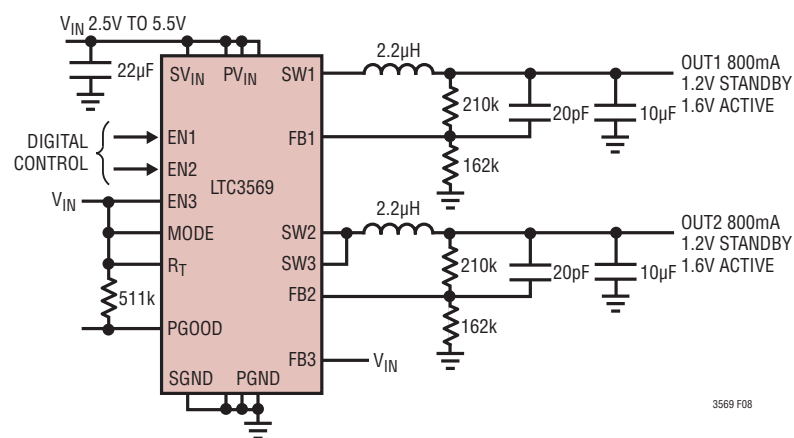 VIN 2.5V TO 5.5V
22µF
SVIN PVIN SW1
2.2µH
OUT1 800mA
1.2V STANDBY
1.6V ACTIVE
210k
20pF
10µF
DIGITAL
CONTROL
EN1
EN2
FB1
162k
LTC3569
VIN
EN3
MODE
RT
511k
PGOOD
SW2
SW3
2.2µH
OUT2 800mA
1.2V STANDBY
1.6V ACTIVE
210k
20pF
10µF
FB2
162k
FB3
VIN
SGND PGND
3569 F08